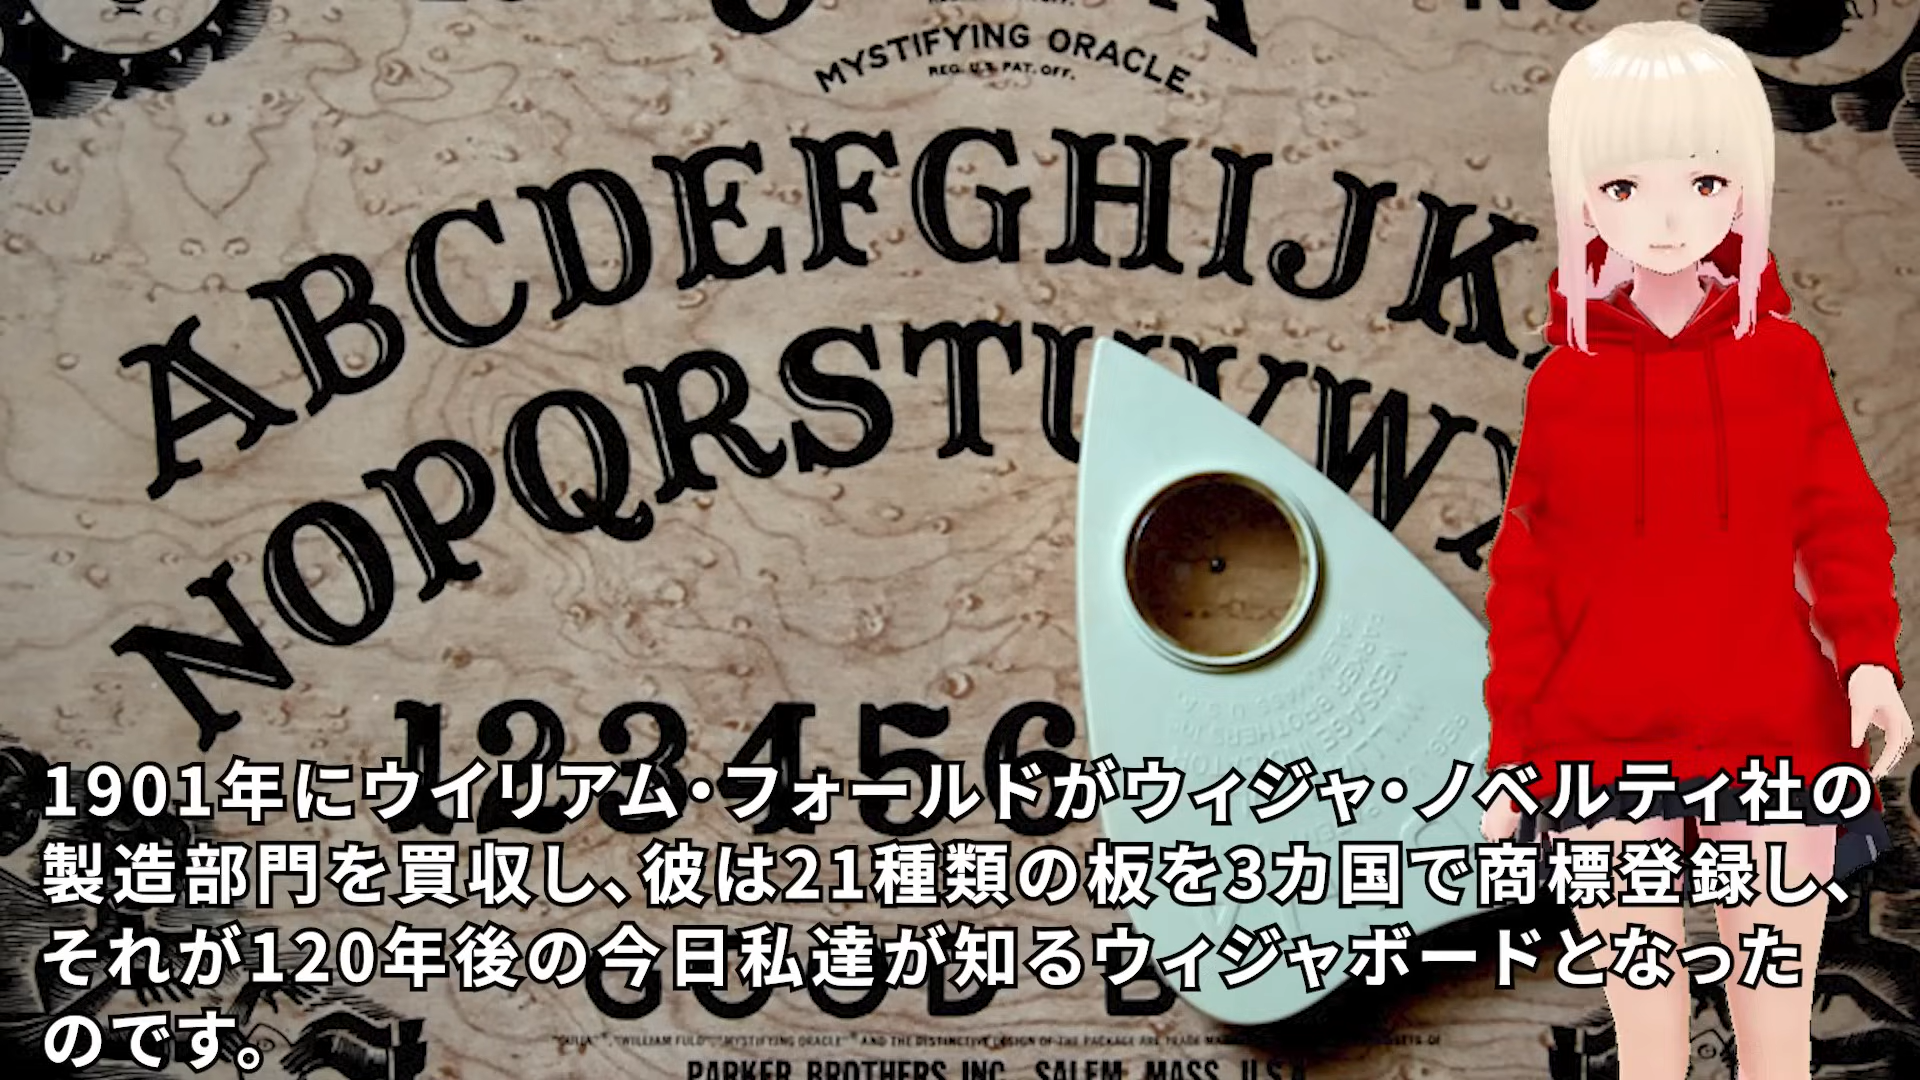 MYSTIFYING ORACLE
REG. U.S. PAT. OFF.
ABCDEFGHIJK
NOPQRSTUVWX
123456
GOOD B
1901年にウイリアム・フォールドがウィジャ・ノベルティ社の
製造部門を買収し、彼は21種類の板を3カ国で商標登録し、
それが120年後の今日私達が知るウィジャボードとなった
のです。
PARKER BROTHERS INC. SALEM, MASS. U.S.A.